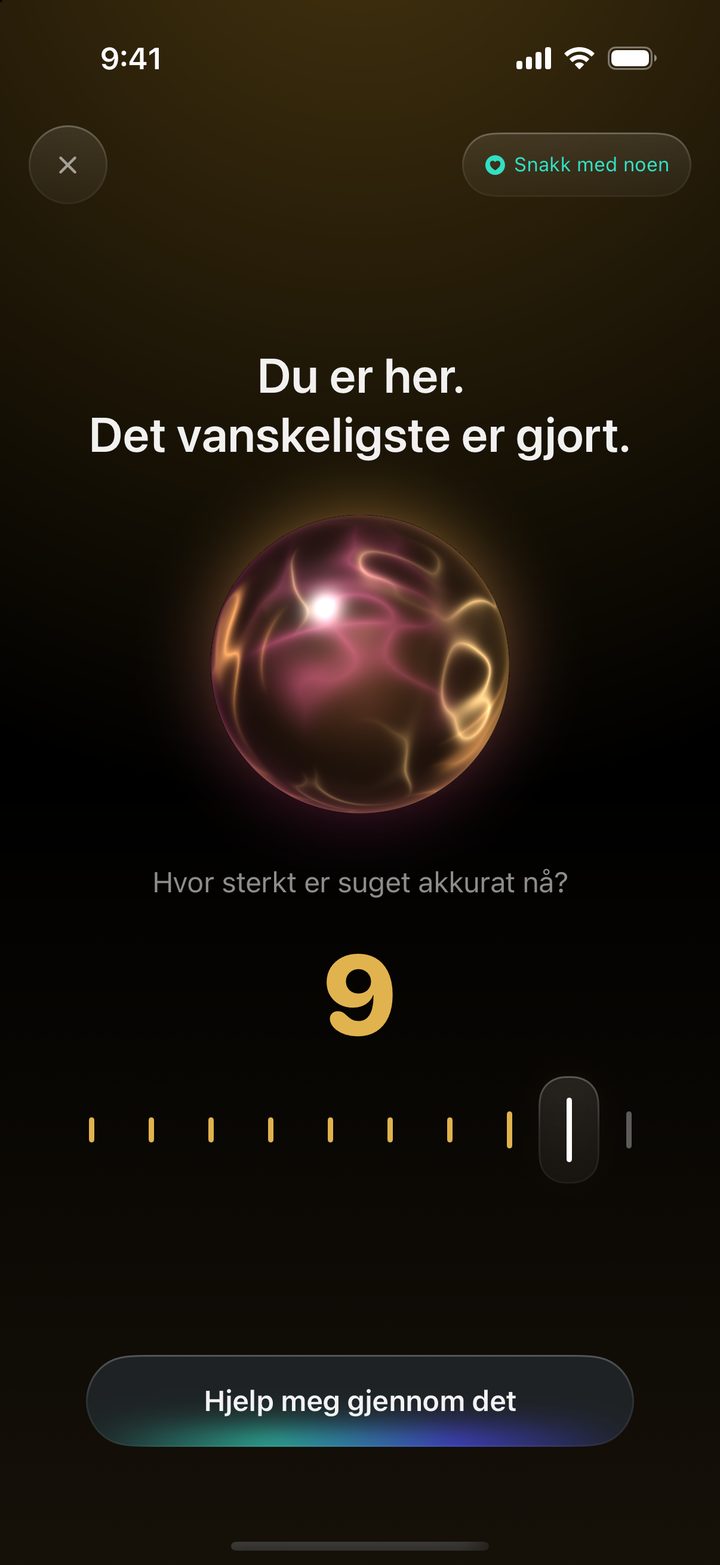 9:41
Snakk med noen
Du er her.
Det vanskeligste er gjort.
Hvor sterkt er suget akkurat nå?
9
Hjelp meg gjennom det